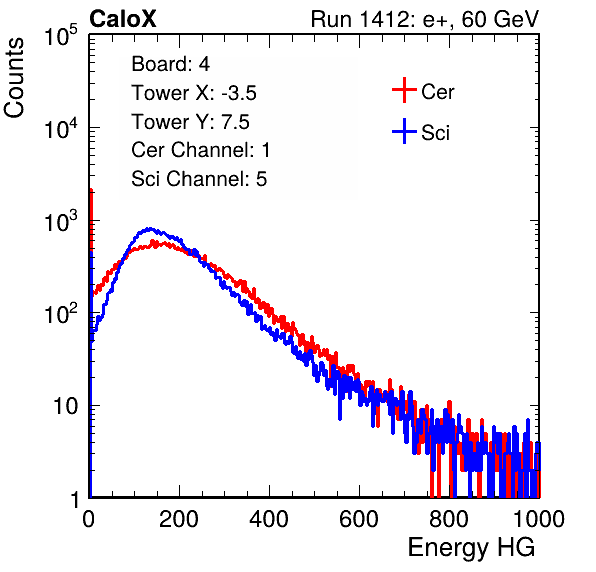 CaloX Run 1412: e+, 60 GeV
Counts
Board: 4
Tower X: -3.5
Tower Y: 7.5
Cer Channel: 1
Sci Channel: 5
Cer
Sci
10^5
10^4
10^3
10^2
10
1
0 200 400 600 800 1000
Energy HG